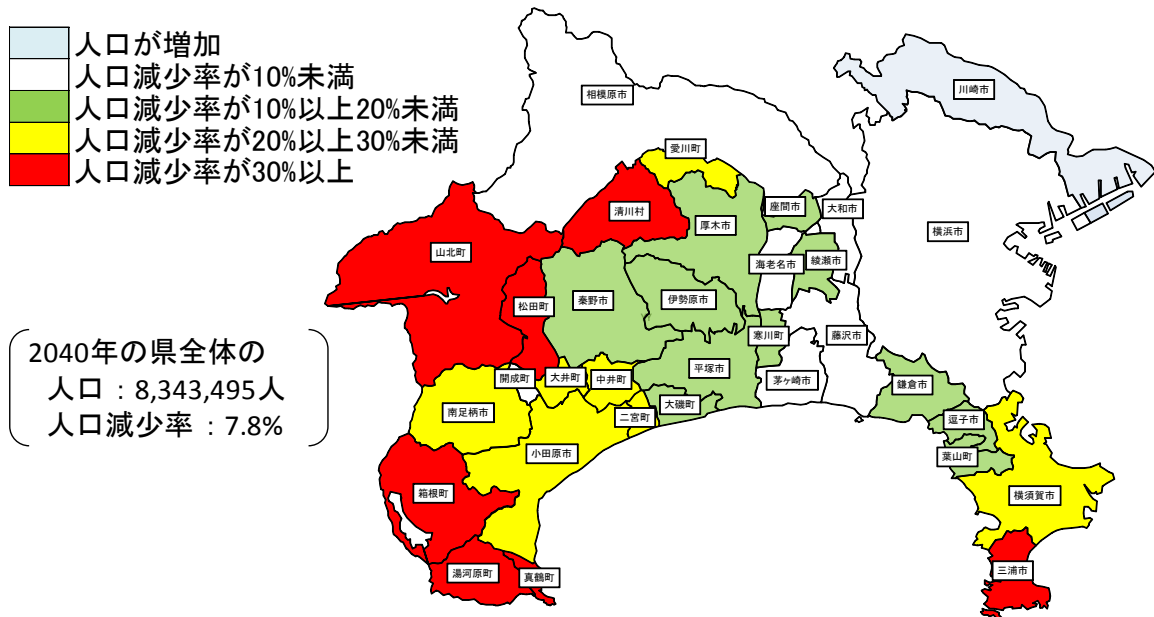 人口が増加
人口減少率が10%未満
人口減少率が10%以上20%未満
人口減少率が20%以上30%未満
人口減少率が30%以上
2040年の県全体の
人口 : 8,343,495人
人口減少率 : 7.8%
川崎市
相模原市
愛川町
座間市
大和市
清川村
厚木市
横浜市
山北町
海老名市
綾瀬市
松田町
秦野市
伊勢原市
寒川町
藤沢市
開成町
大井町
中井町
平塚市
茅ヶ崎市
鎌倉市
南足柄市
二宮町
大磯町
逗子市
小田原市
葉山町
箱根町
横須賀市
湯河原町
真鶴町
三浦市